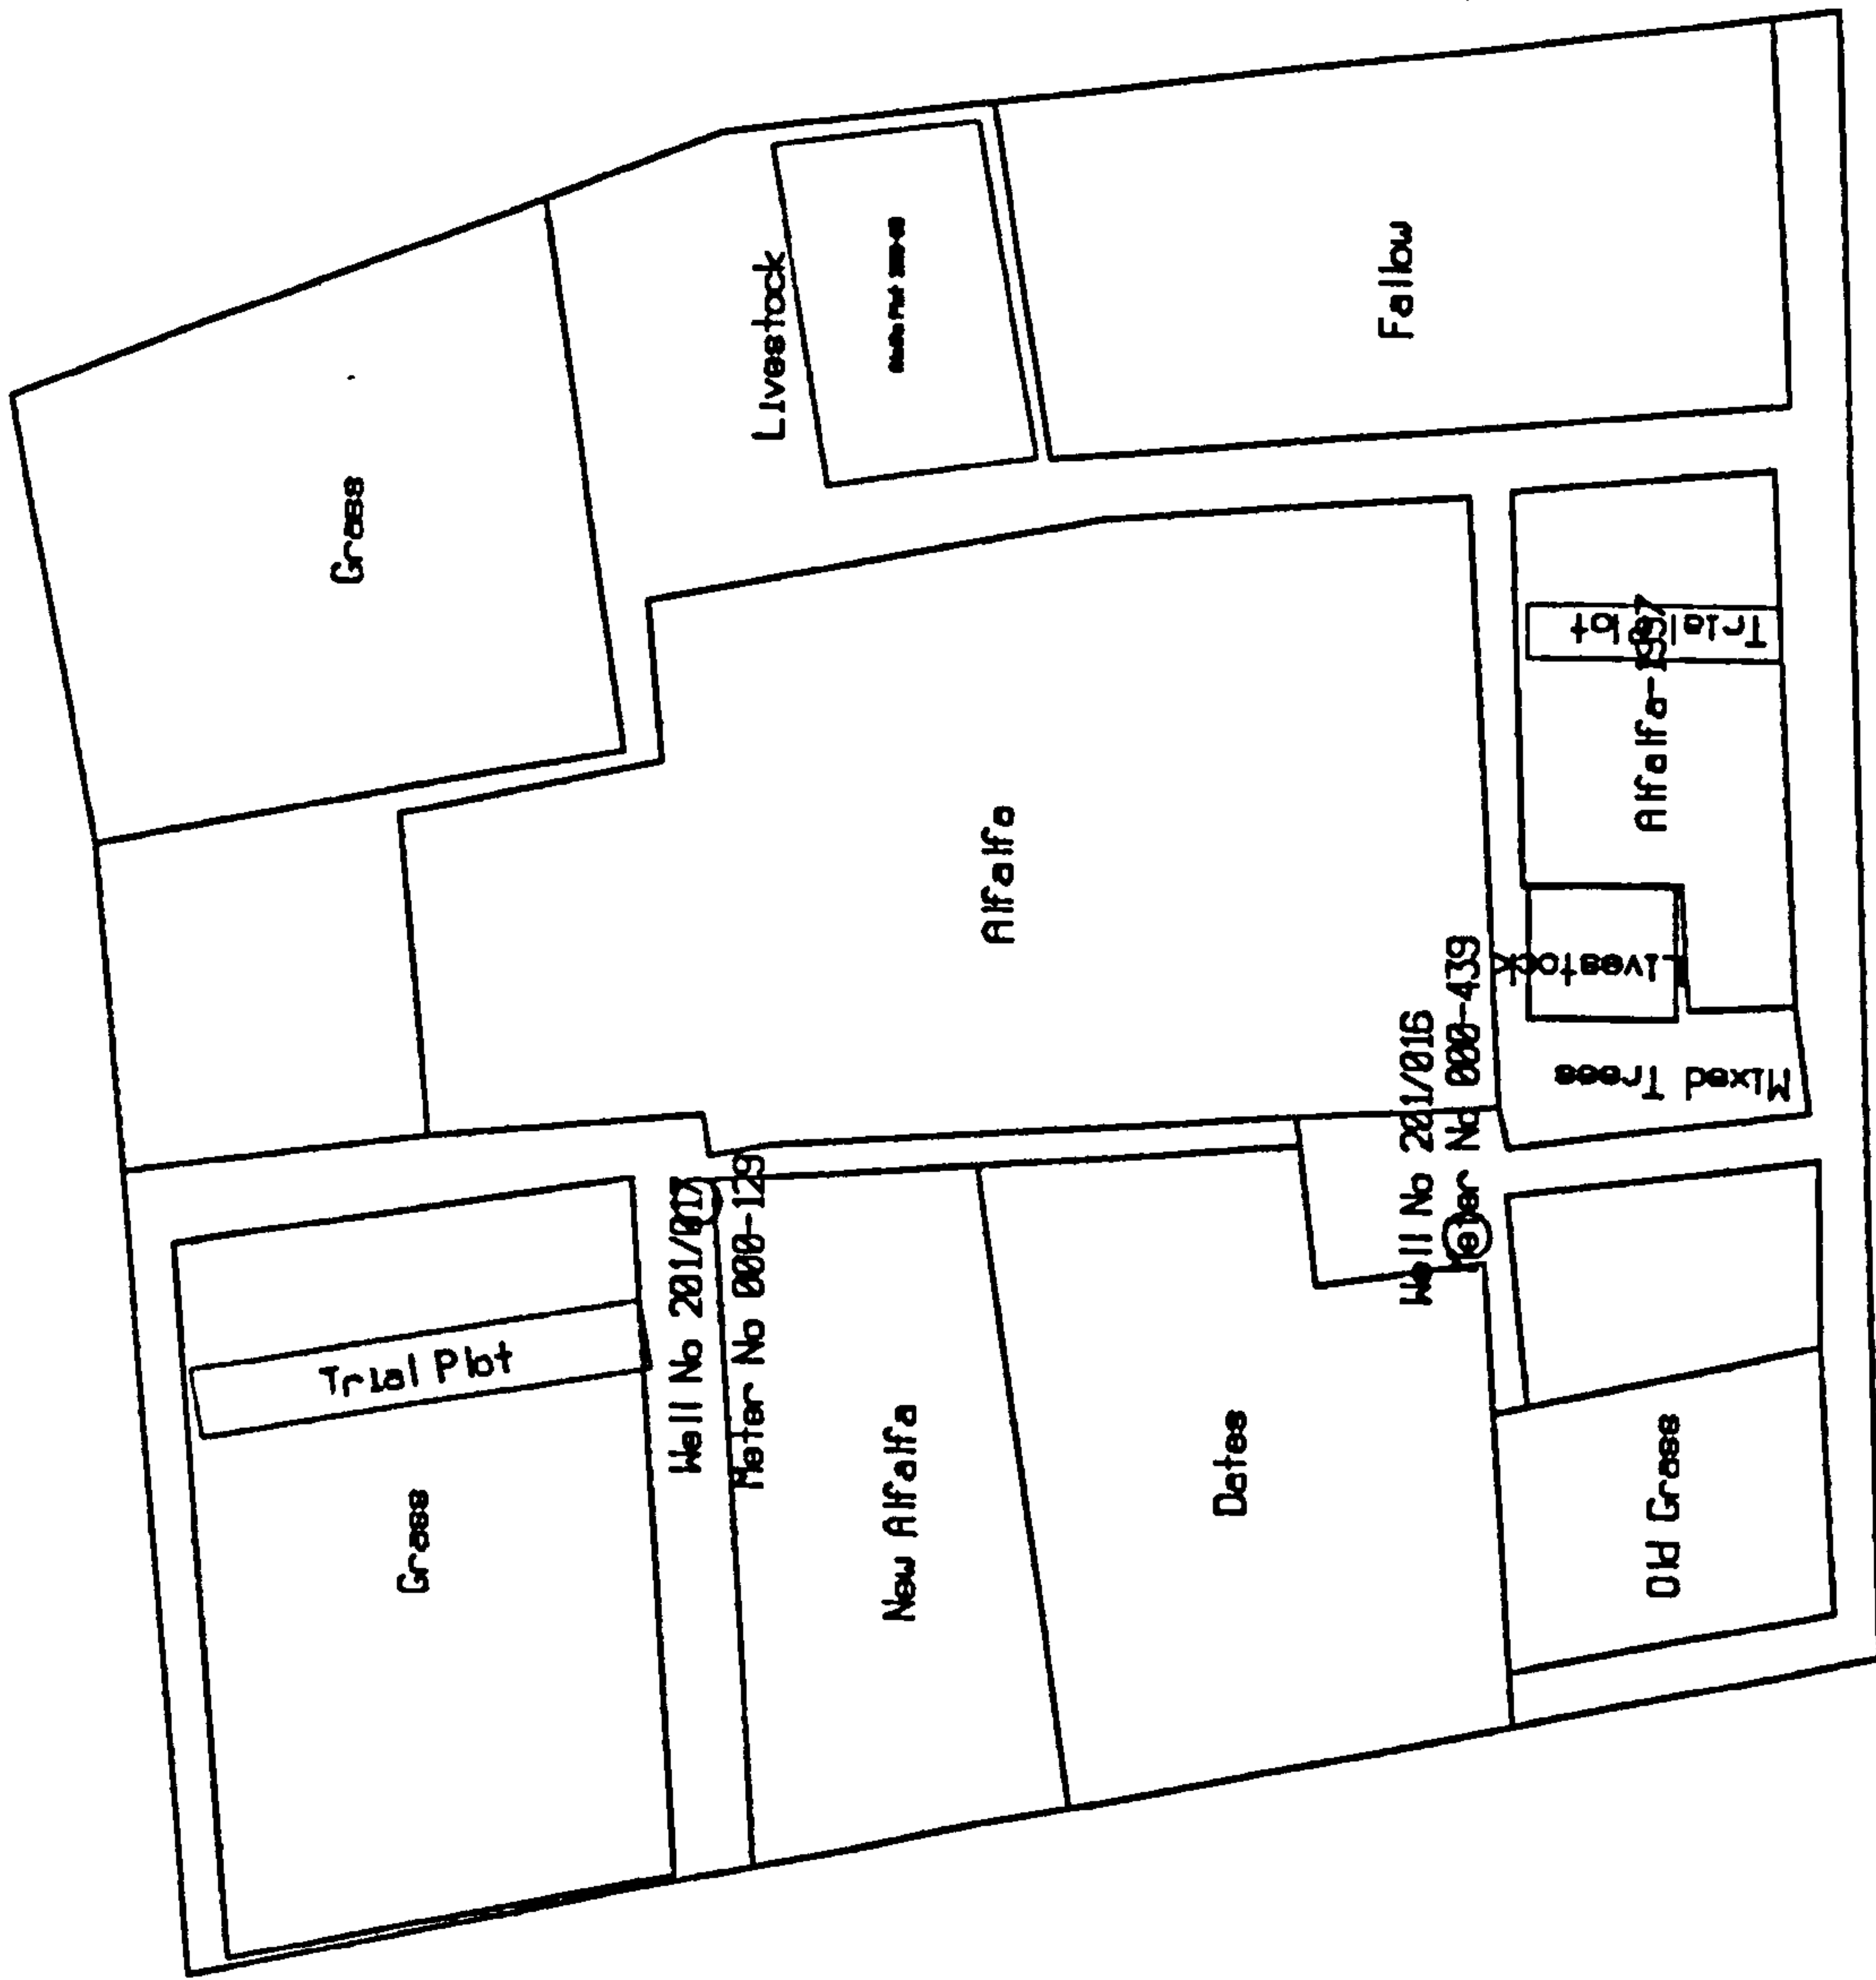 Grass
Livestock
Fallow
Alfalfa
Trial Plot
Alfalfa-1997
Livestock
Mixed Trees
Well No 201/016
Meter No 000-439
Well No 201/017
Meter No 000-129
Trial Plot
Grass
New Alfalfa
Dates
Old Grass